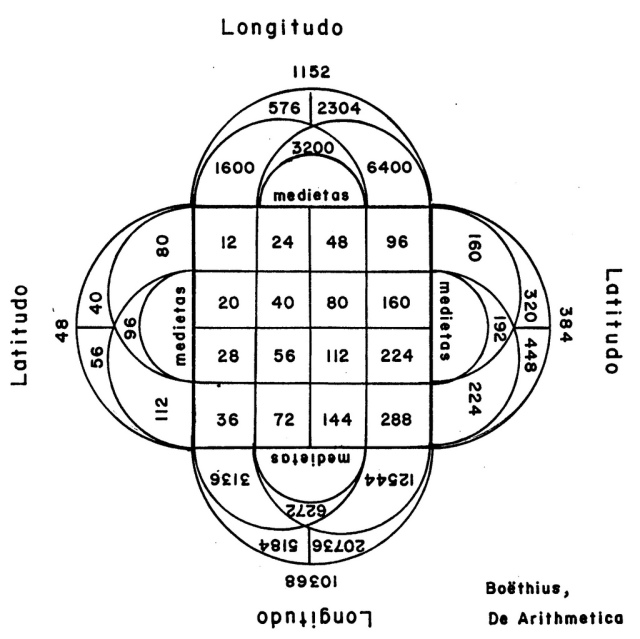 Longitudo
1152
576 2304
3200
1600 6400
medietas
80 12 24 48 96 160
20 40 80 160
28 56 112 224
112 36 72 144 288 224
Latitudo
48
40
56
96
medietas
medietas
192
320
448
384
Latitudo
medietas
3136 12544
6272
5184 20736
10368
Longitudo
Boëthius,
De Arithmetica